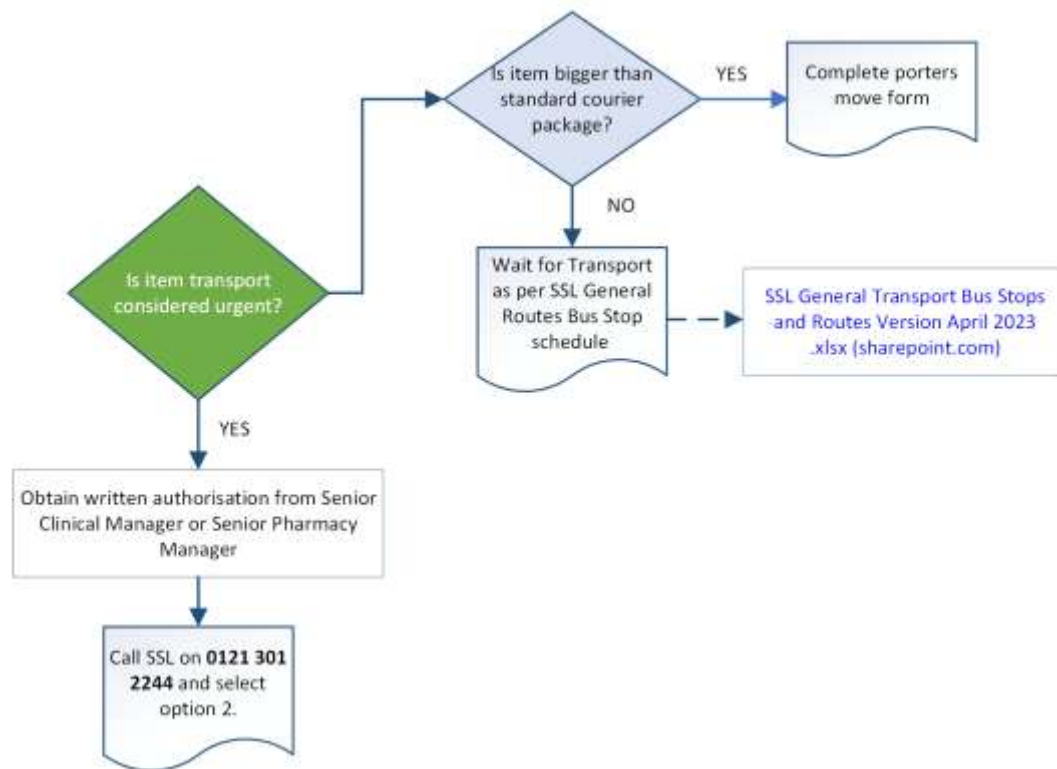 Is item bigger than
standard courier
package?
YES
Complete porters
move form
NO
Is item transport
considered urgent?
Wait for Transport
as per SSL General
Routes Bus Stop
schedule
SSL General Transport Bus Stops
and Routes Version April 2023
.xlsx (sharepoint.com)
YES
Obtain written authorisation from Senior
Clinical Manager or Senior Pharmacy
Manager
Call SSL on 0121 301
2244 and select
option 2.